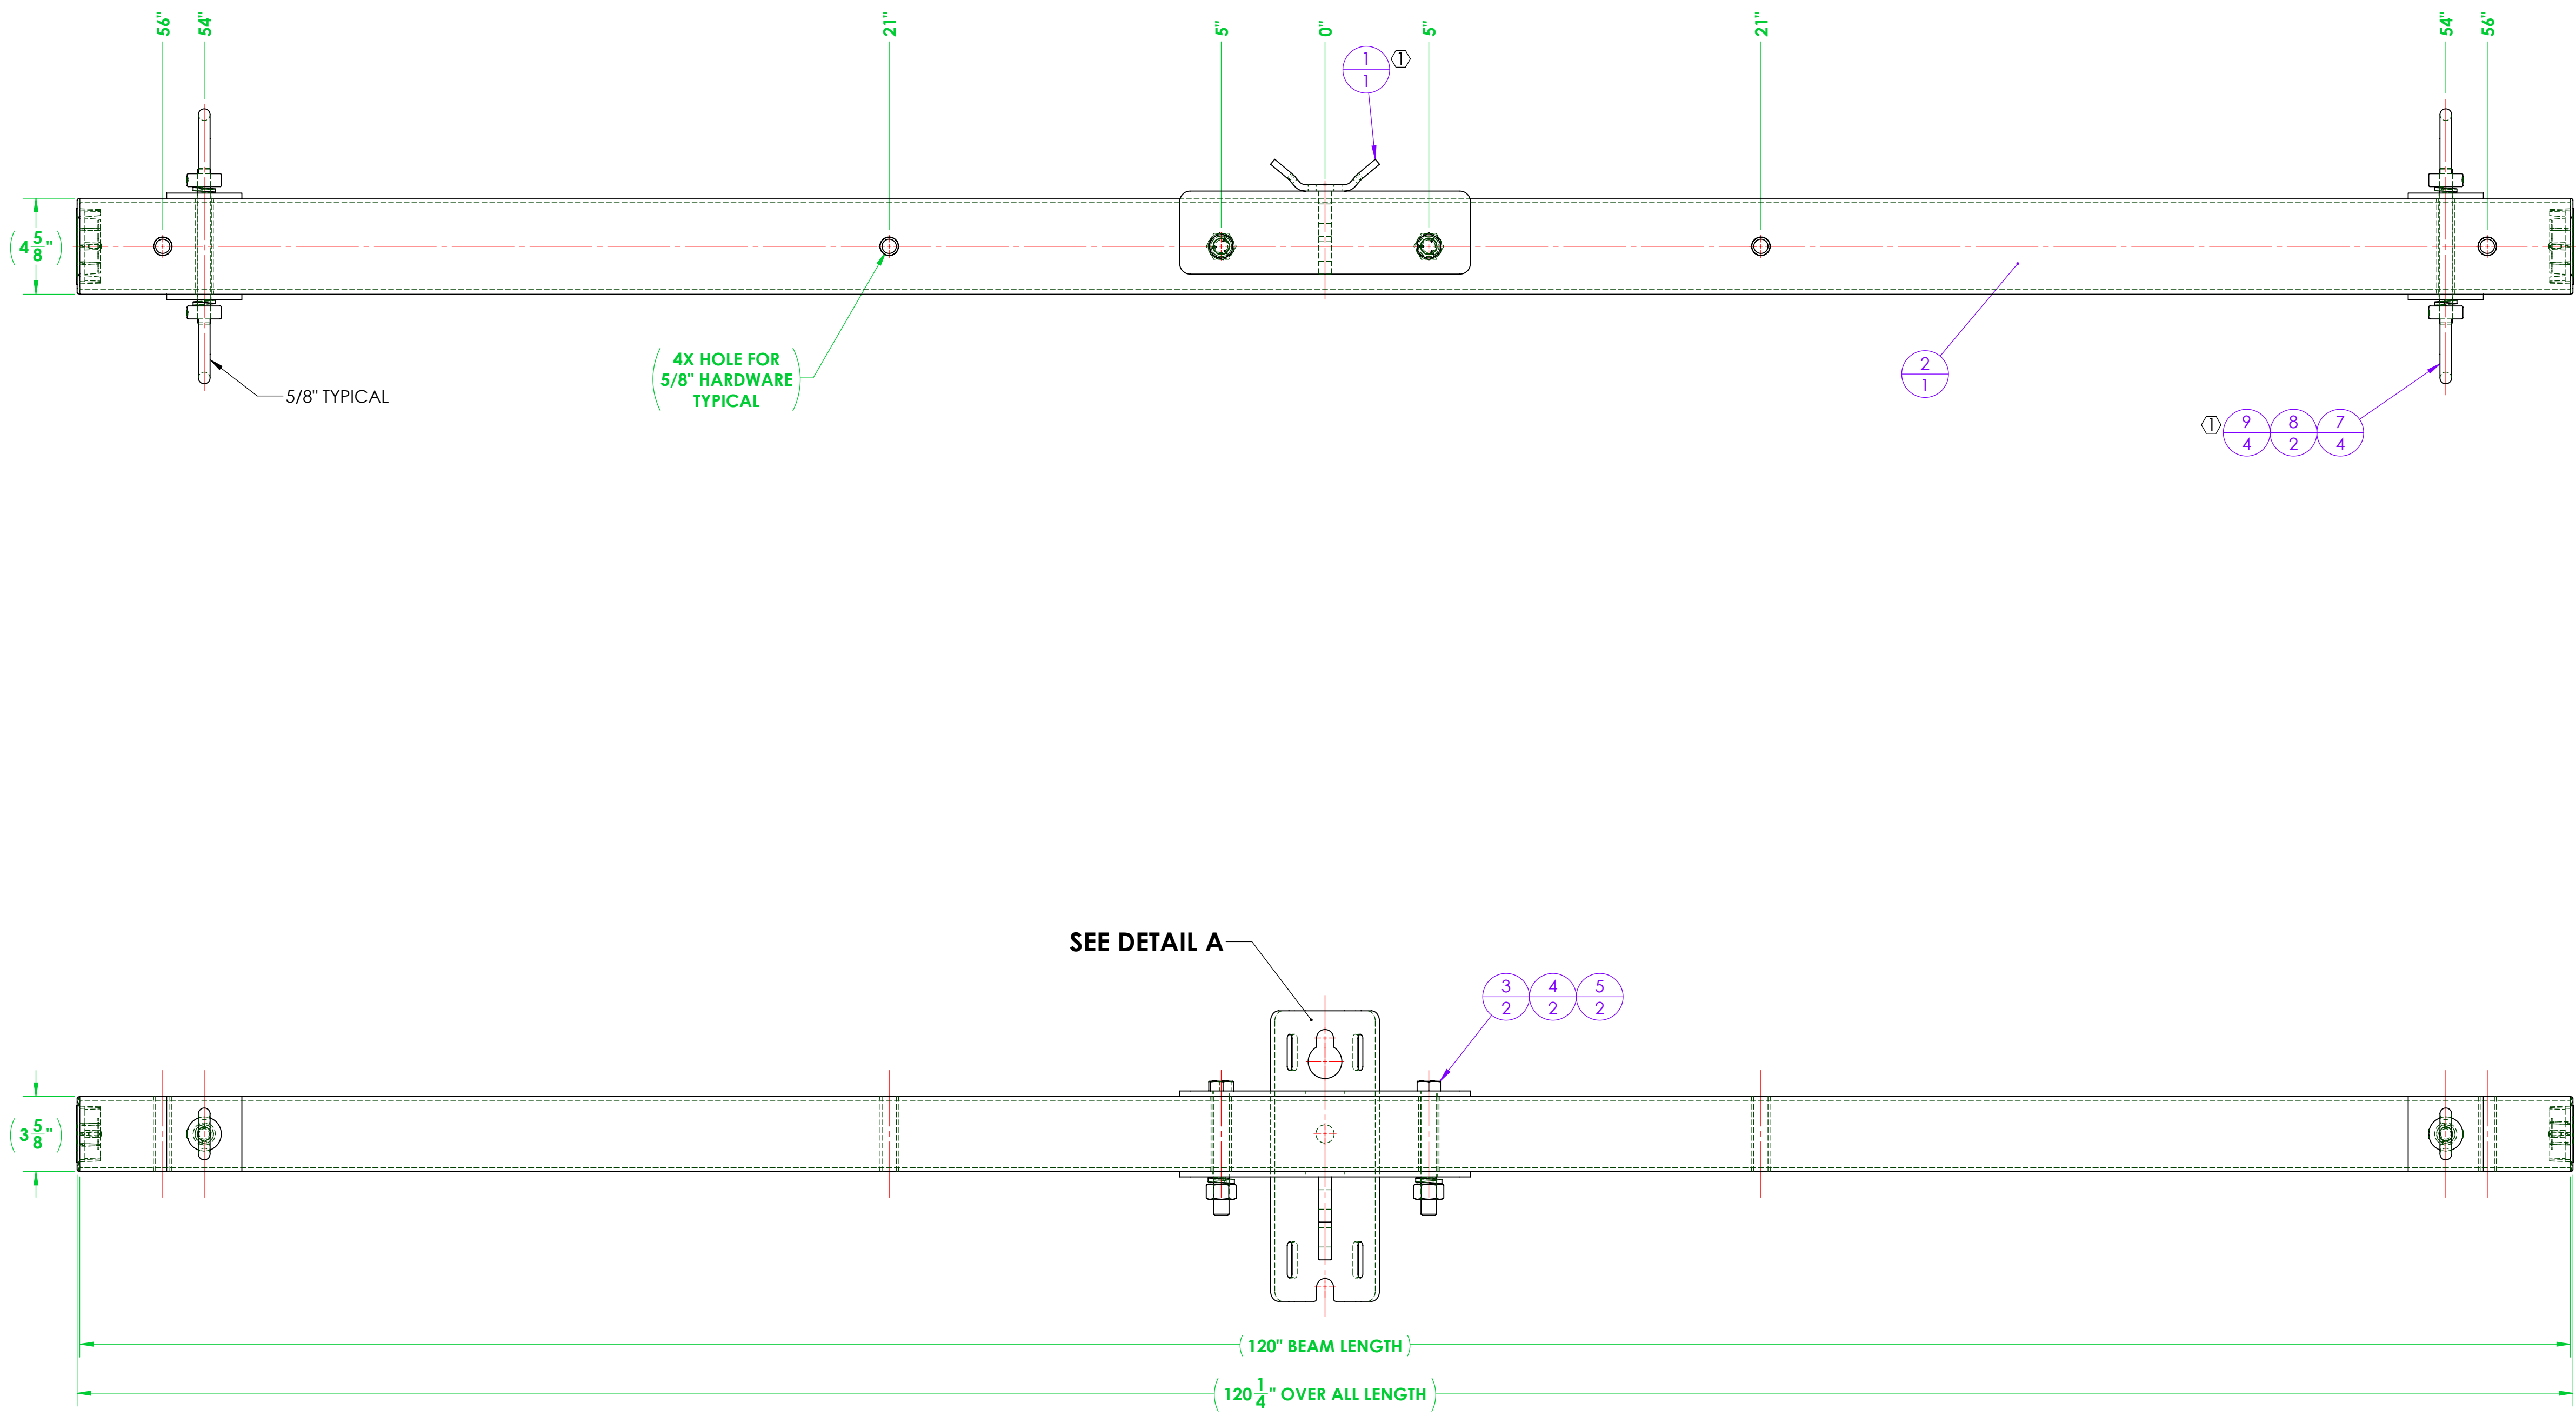 56"
54"
21"
5"
0"
5"
21"
54"
56"
1
1
1
(4 5/8")
5/8" TYPICAL
4X HOLE FOR
5/8" HARDWARE
TYPICAL
2
1
1
9 8 7
4 2 4
SEE DETAIL A
3 4 5
2 2 2
(3 5/8")
(120" BEAM LENGTH)
(120 1/4" OVER ALL LENGTH)